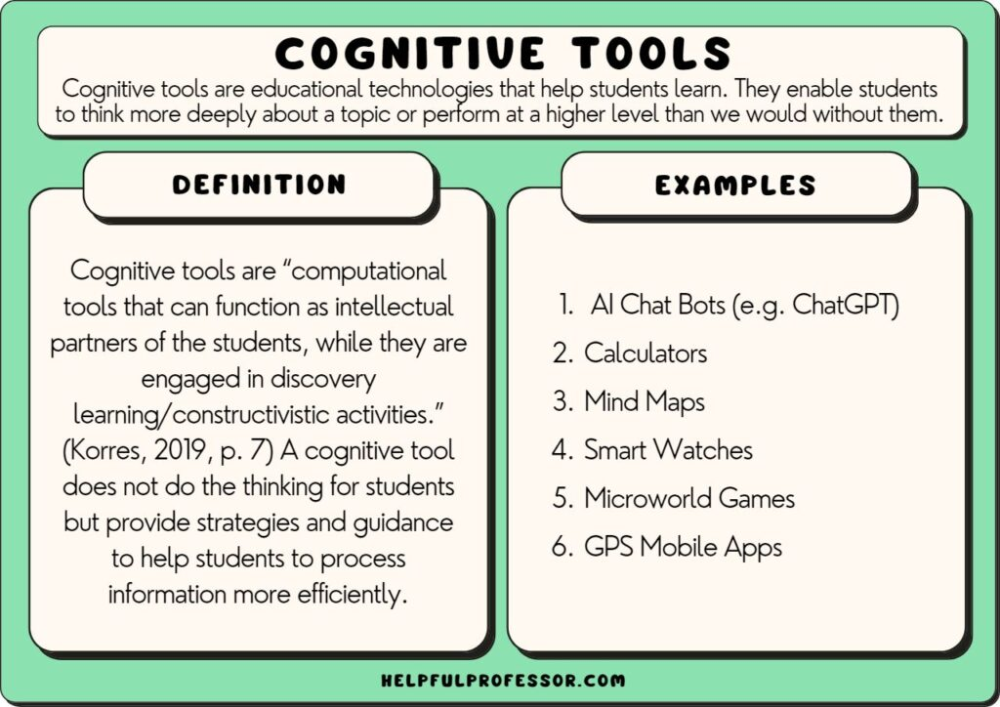 COGNITIVE TOOLS
Cognitive tools are educational technologies that help students learn. They enable students
to think more deeply about a topic or perform at a higher level than we would without them.
DEFINITION
Cognitive tools are “computational
tools that can function as intellectual
partners of the students, while they are
engaged in discovery
learning/constructivistic activities.”
(Korres, 2019, p. 7) A cognitive tool
does not do the thinking for students
but provide strategies and guidance
to help students to process
information more efficiently.
EXAMPLES
1. AI Chat Bots (e.g. ChatGPT)
2. Calculators
3. Mind Maps
4. Smart Watches
5. Microworld Games
6. GPS Mobile Apps
HELPFULPROFESSOR.COM